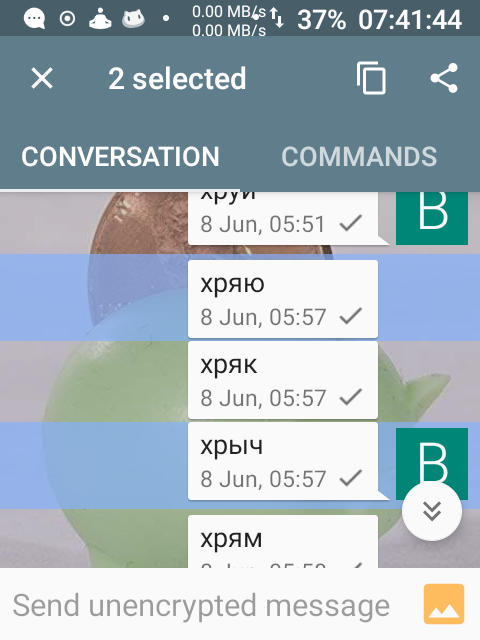 0.00 MB/s
0.00 MB/s
37% 07:41:44
2 selected
CONVERSATION COMMANDS
хруй
8 Jun, 05:51
B
хряю
8 Jun, 05:57
хряк
8 Jun, 05:57
хрыч
8 Jun, 05:57
B
хрям
Send unencrypted message